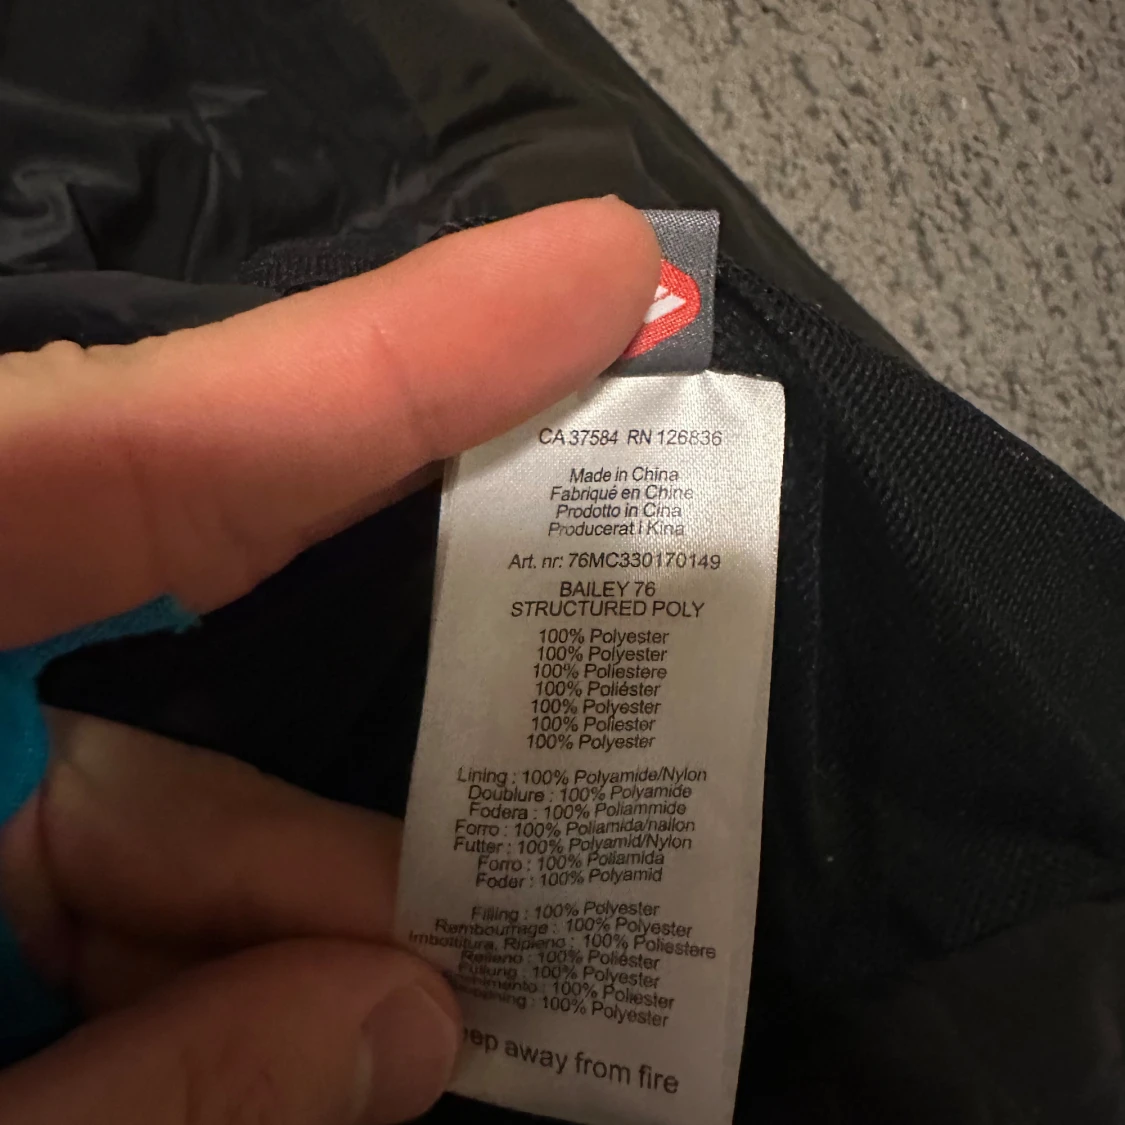 CA 37584 RN 126836
Made in China
Fabriqué en Chine
Prodotto in Cina
Producerat i Kina
Art. nr: 76MC330170149
BAILEY 76
STRUCTURED POLY
100% Polyester
100% Polyester
100% Poliestere
100% Poliéster
100% Polyester
100% Poliester
100% Polyester
Lining : 100% Polyamide/Nylon
Doublure : 100% Polyamide
Fodera : 100% Poliammide
Forro : 100% Poliamida/nailon
Futter : 100% Polyamid/Nylon
Forro : 100% Poliamida
Foder : 100% Polyamid
Filling : 100% Polyester
Rembourrage : 100% Polyester
Imbottitura, Ripieno : 100% Poliestere
Relleno : 100% Poliéster
Füllung : 100% Polyester
: 100% Poliester
: 100% Polyester
away from fire